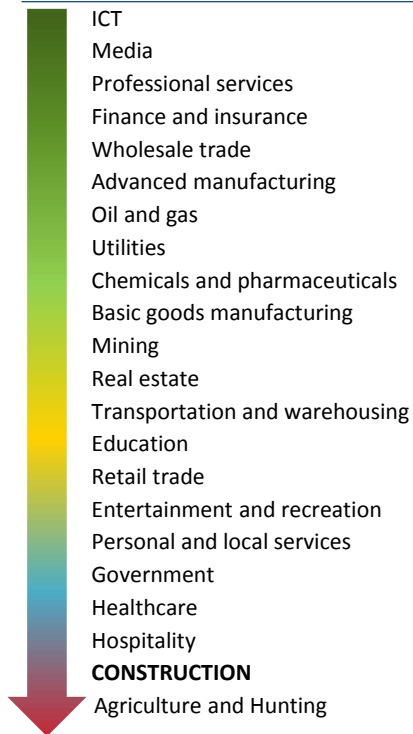 ICT
Media
Professional services
Finance and insurance
Wholesale trade
Advanced manufacturing
Oil and gas
Utilities
Chemicals and pharmaceuticals
Basic goods manufacturing
Mining
Real estate
Transportation and warehousing
Education
Retail trade
Entertainment and recreation
Personal and local services
Government
Healthcare
Hospitality
CONSTRUCTION
Agriculture and Hunting